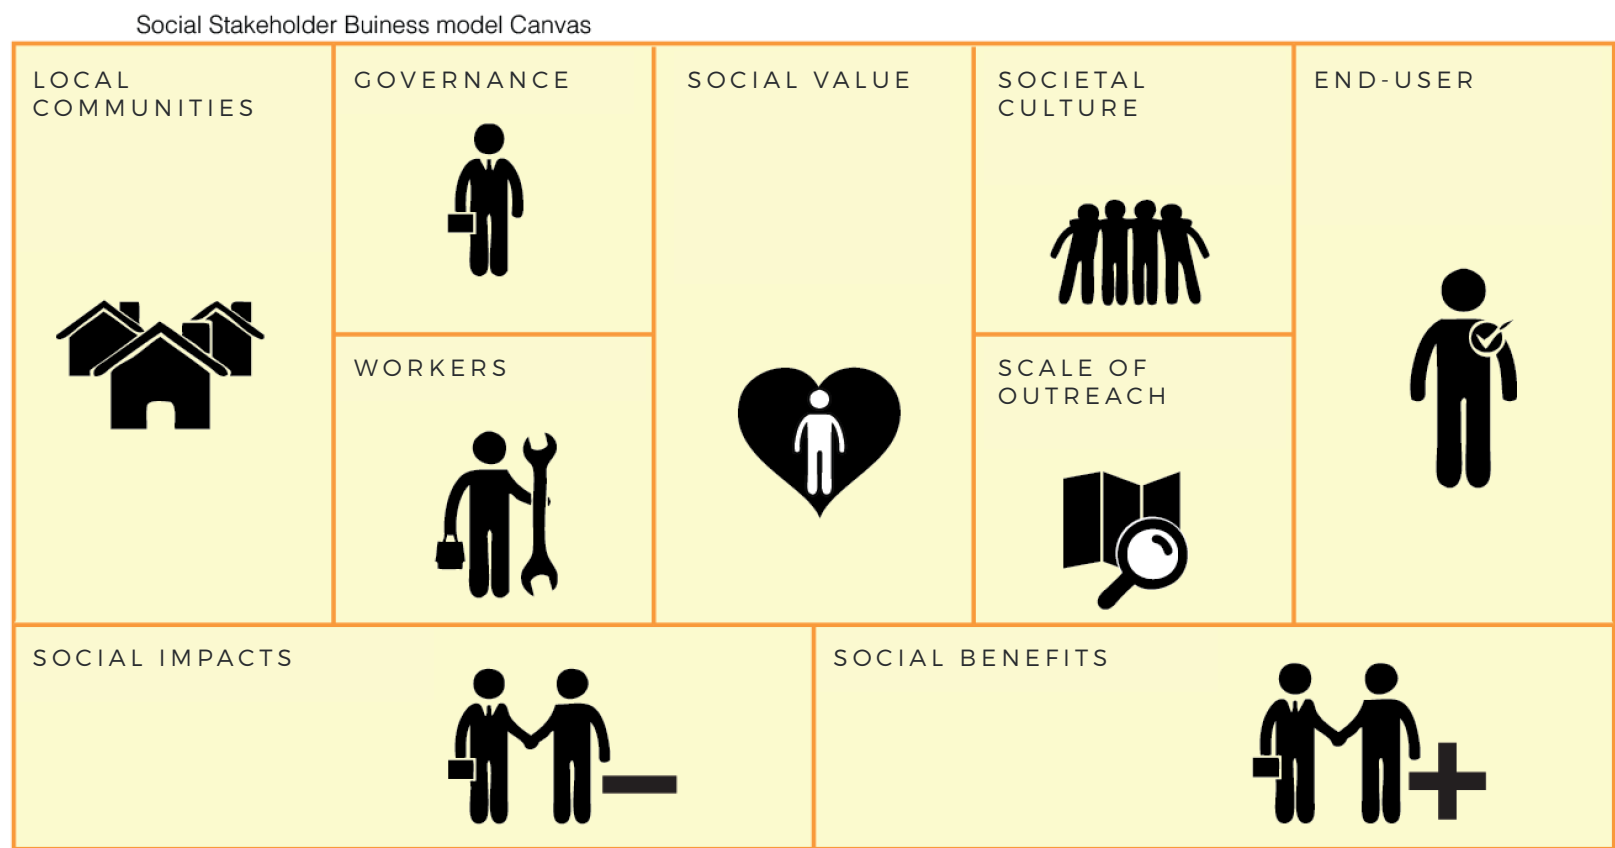 Social Stakeholder Buiness model Canvas
LOCAL
COMMUNITIES
GOVERNANCE
WORKERS
SOCIAL VALUE
SOCIETAL
CULTURE
SCALE OF
OUTREACH
END-USER
SOCIAL IMPACTS
SOCIAL BENEFITS